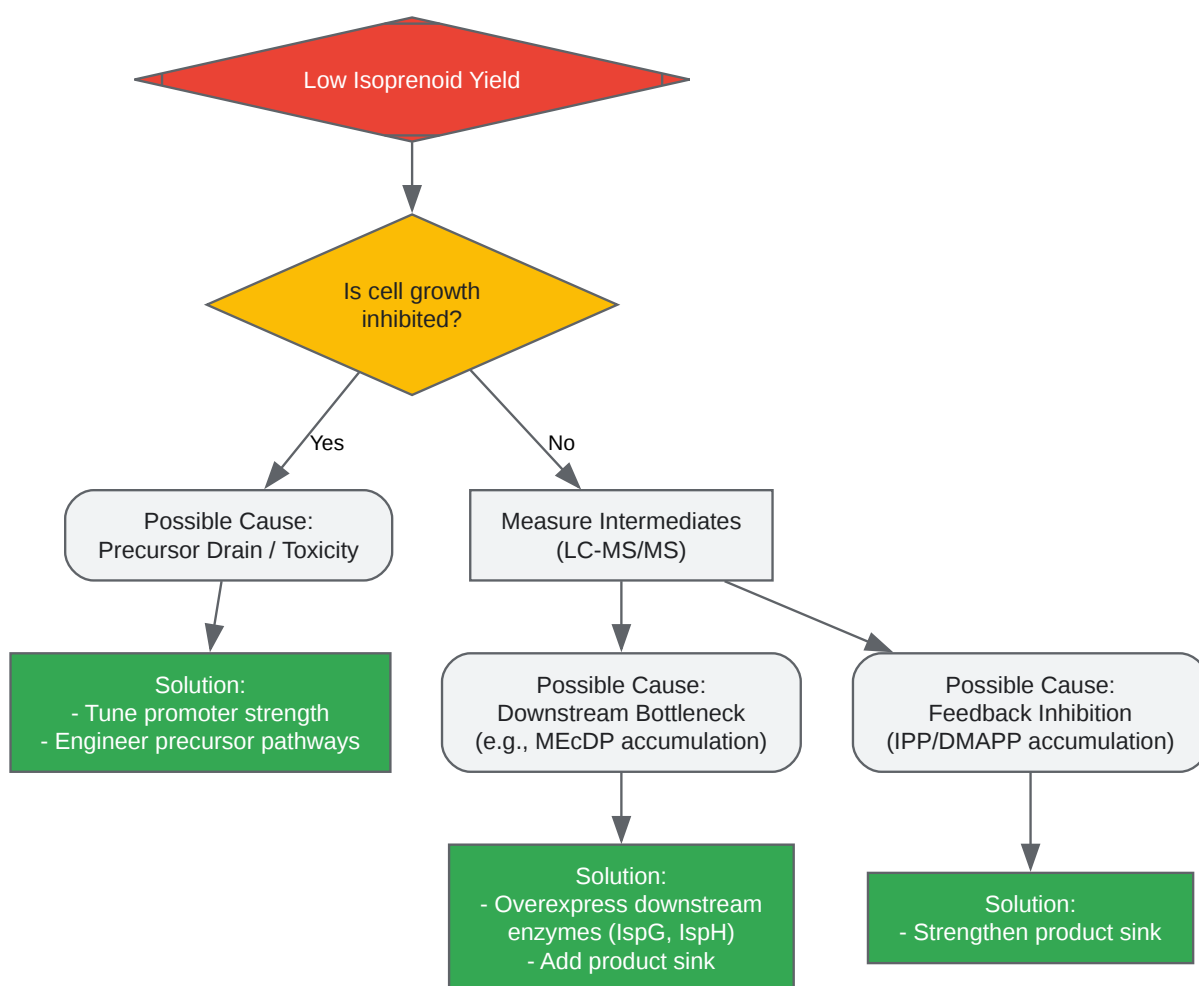 Low Isoprenoid Yield
Is cell growth
inhibited?
Yes
No
Possible Cause:
Precursor Drain / Toxicity
Measure Intermediates
(LC-MS/MS)
Solution:
- Tune promoter strength
- Engineer precursor pathways
Possible Cause:
Downstream Bottleneck
(e.g., MEcDP accumulation)
Possible Cause:
Feedback Inhibition
(IPP/DMAPP accumulation)
Solution:
- Overexpress downstream
enzymes (IspG, IspH)
- Add product sink
Solution:
- Strengthen product sink